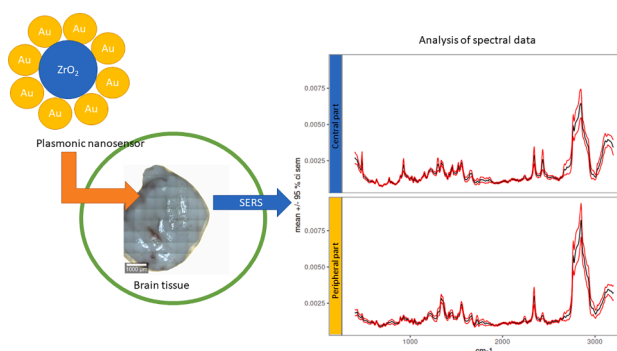 Au
Au
Au
Au
Au
Au
Au
Au
ZrO₂
Plasmonic nanosensor
SERS
1000 µm
Brain tissue
Analysis of spectral data
mean +/- 95 % ci sem
Central part
0.0075
0.0050
0.0025
Peripheral part
0.0075
0.0050
0.0025
1000
2000
3000
cm-1